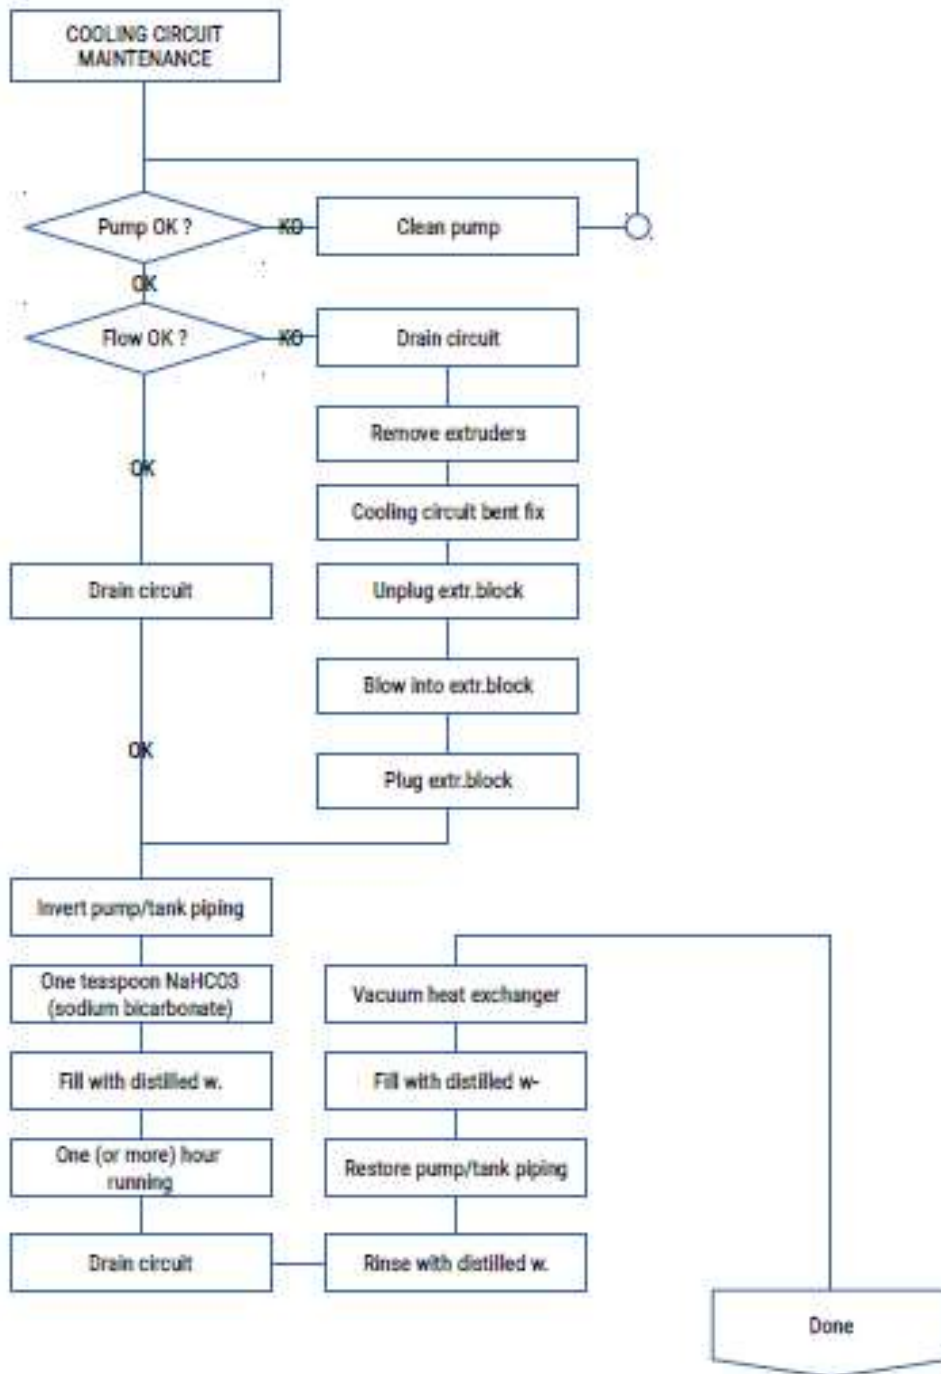 COOLING CIRCUIT
MAINTENANCE
Pump OK ?
KO
Clean pump
OK
Flow OK ?
KO
Drain circuit
Remove extruders
OK
Cooling circuit bent fix
Drain circuit
Unplug extr.block
Blow into extr.block
OK
Plug extr.block
Invert pump/tank piping
One teaspoon NaHCO3
(sodium bicarbonate)
Fill with distilled w.
One (or more) hour
running
Drain circuit
Rinse with distilled w.
Restore pump/tank piping
Fill with distilled w-
Vacuum heat exchanger
Done